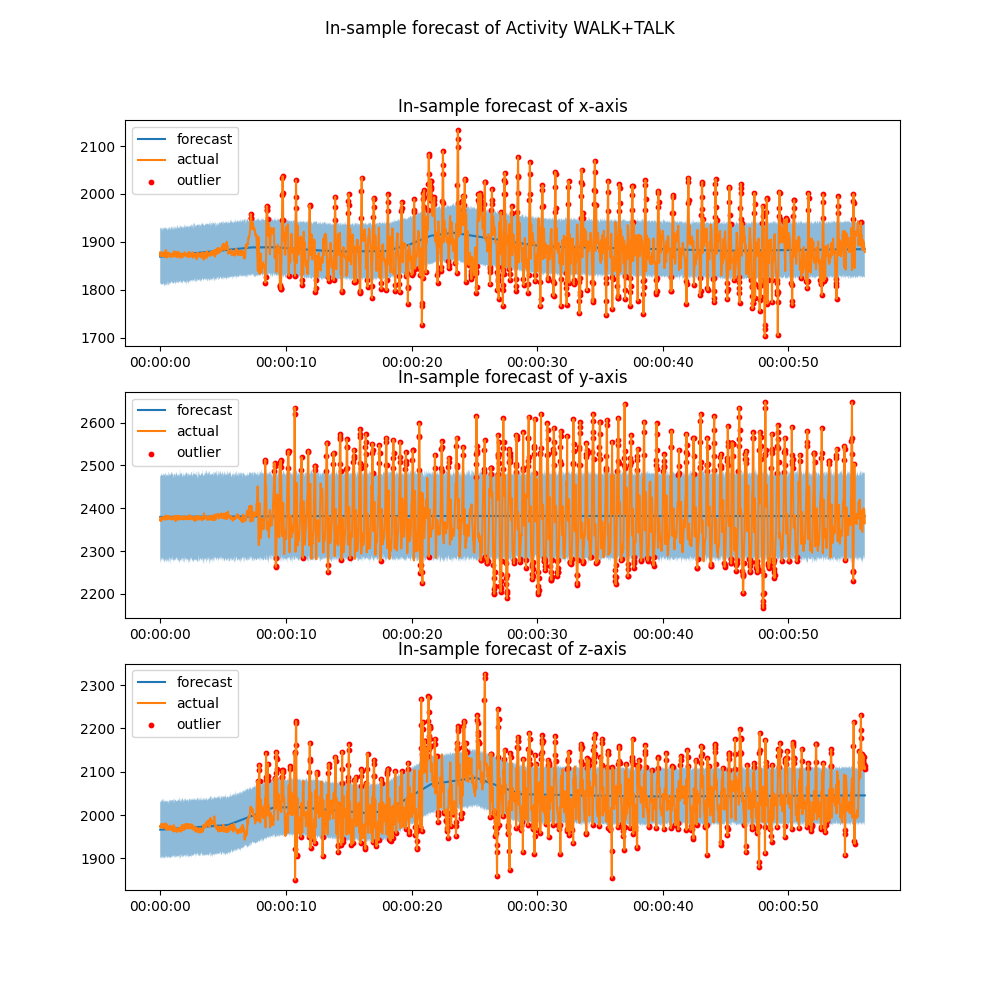 In-sample forecast of Activity WALK+TALK
In-sample forecast of x-axis
forecast
actual
outlier
2100
2000
1900
1800
1700
00:00:00 00:00:10 00:00:20 00:00:30 00:00:40 00:00:50
In-sample forecast of y-axis
forecast
actual
outlier
2600
2500
2400
2300
2200
00:00:00 00:00:10 00:00:20 00:00:30 00:00:40 00:00:50
In-sample forecast of z-axis
forecast
actual
outlier
2300
2200
2100
2000
1900
00:00:00 00:00:10 00:00:20 00:00:30 00:00:40 00:00:50